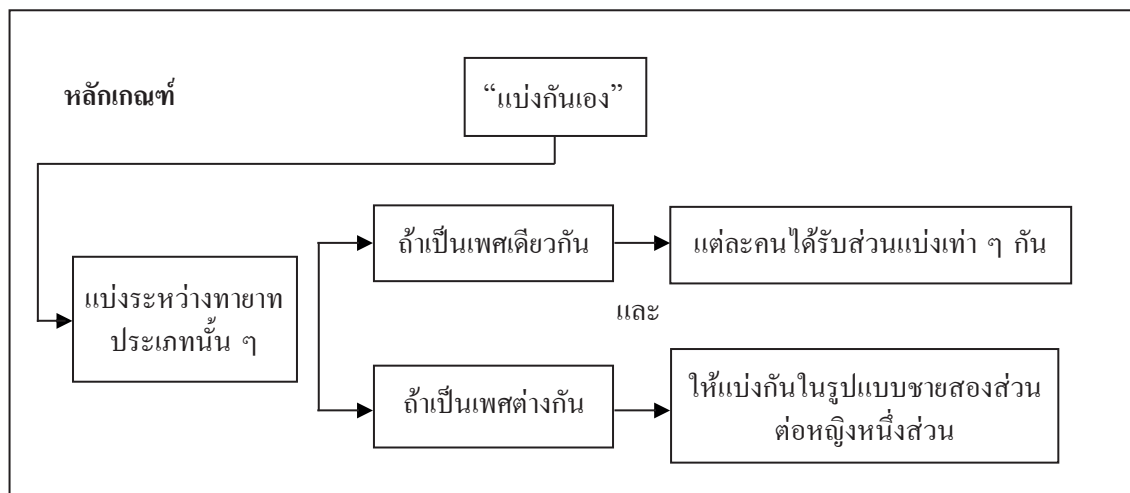 หลักเกณฑ์
“แบ่งกันเอง”
แบ่งระหว่างทายาท
ประเภทนั้น ๆ
ถ้าเป็นเพศเดียวกัน
แต่ละคนได้รับส่วนแบ่งเท่า ๆ กัน
และ
ถ้าเป็นเพศต่างกัน
ให้แบ่งกันในรูปแบบชายสองส่วน
ต่อหญิงหนึ่งส่วน